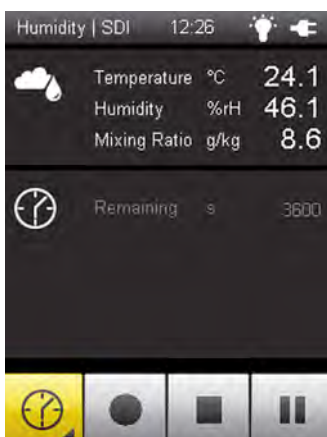 Humidity | SDI 12:26
Temperature °C 24.1
Humidity %rH 46.1
Mixing Ratio g/kg 8.6
Remaining s 3600